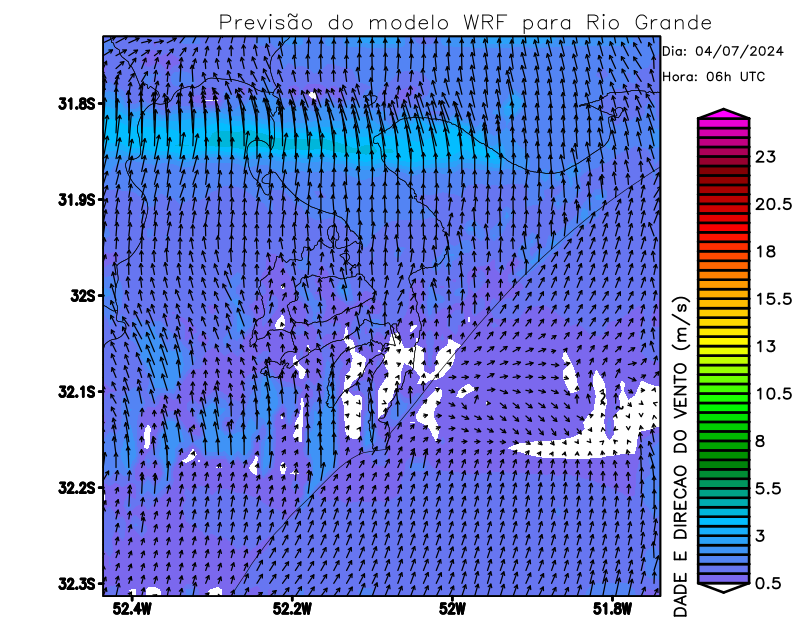 Previsão do modelo WRF para Rio Grande
Dia: 04/07/2024
Hora: 06h UTC
31.8S
31.9S
32S
32.1S
32.2S
32.3S
52.4W
52.2W
52W
51.8W
23
20.5
18
15.5
13
10.5
8
5.5
3
0.5
DADE E DIRECAO DO VENTO (m/s)